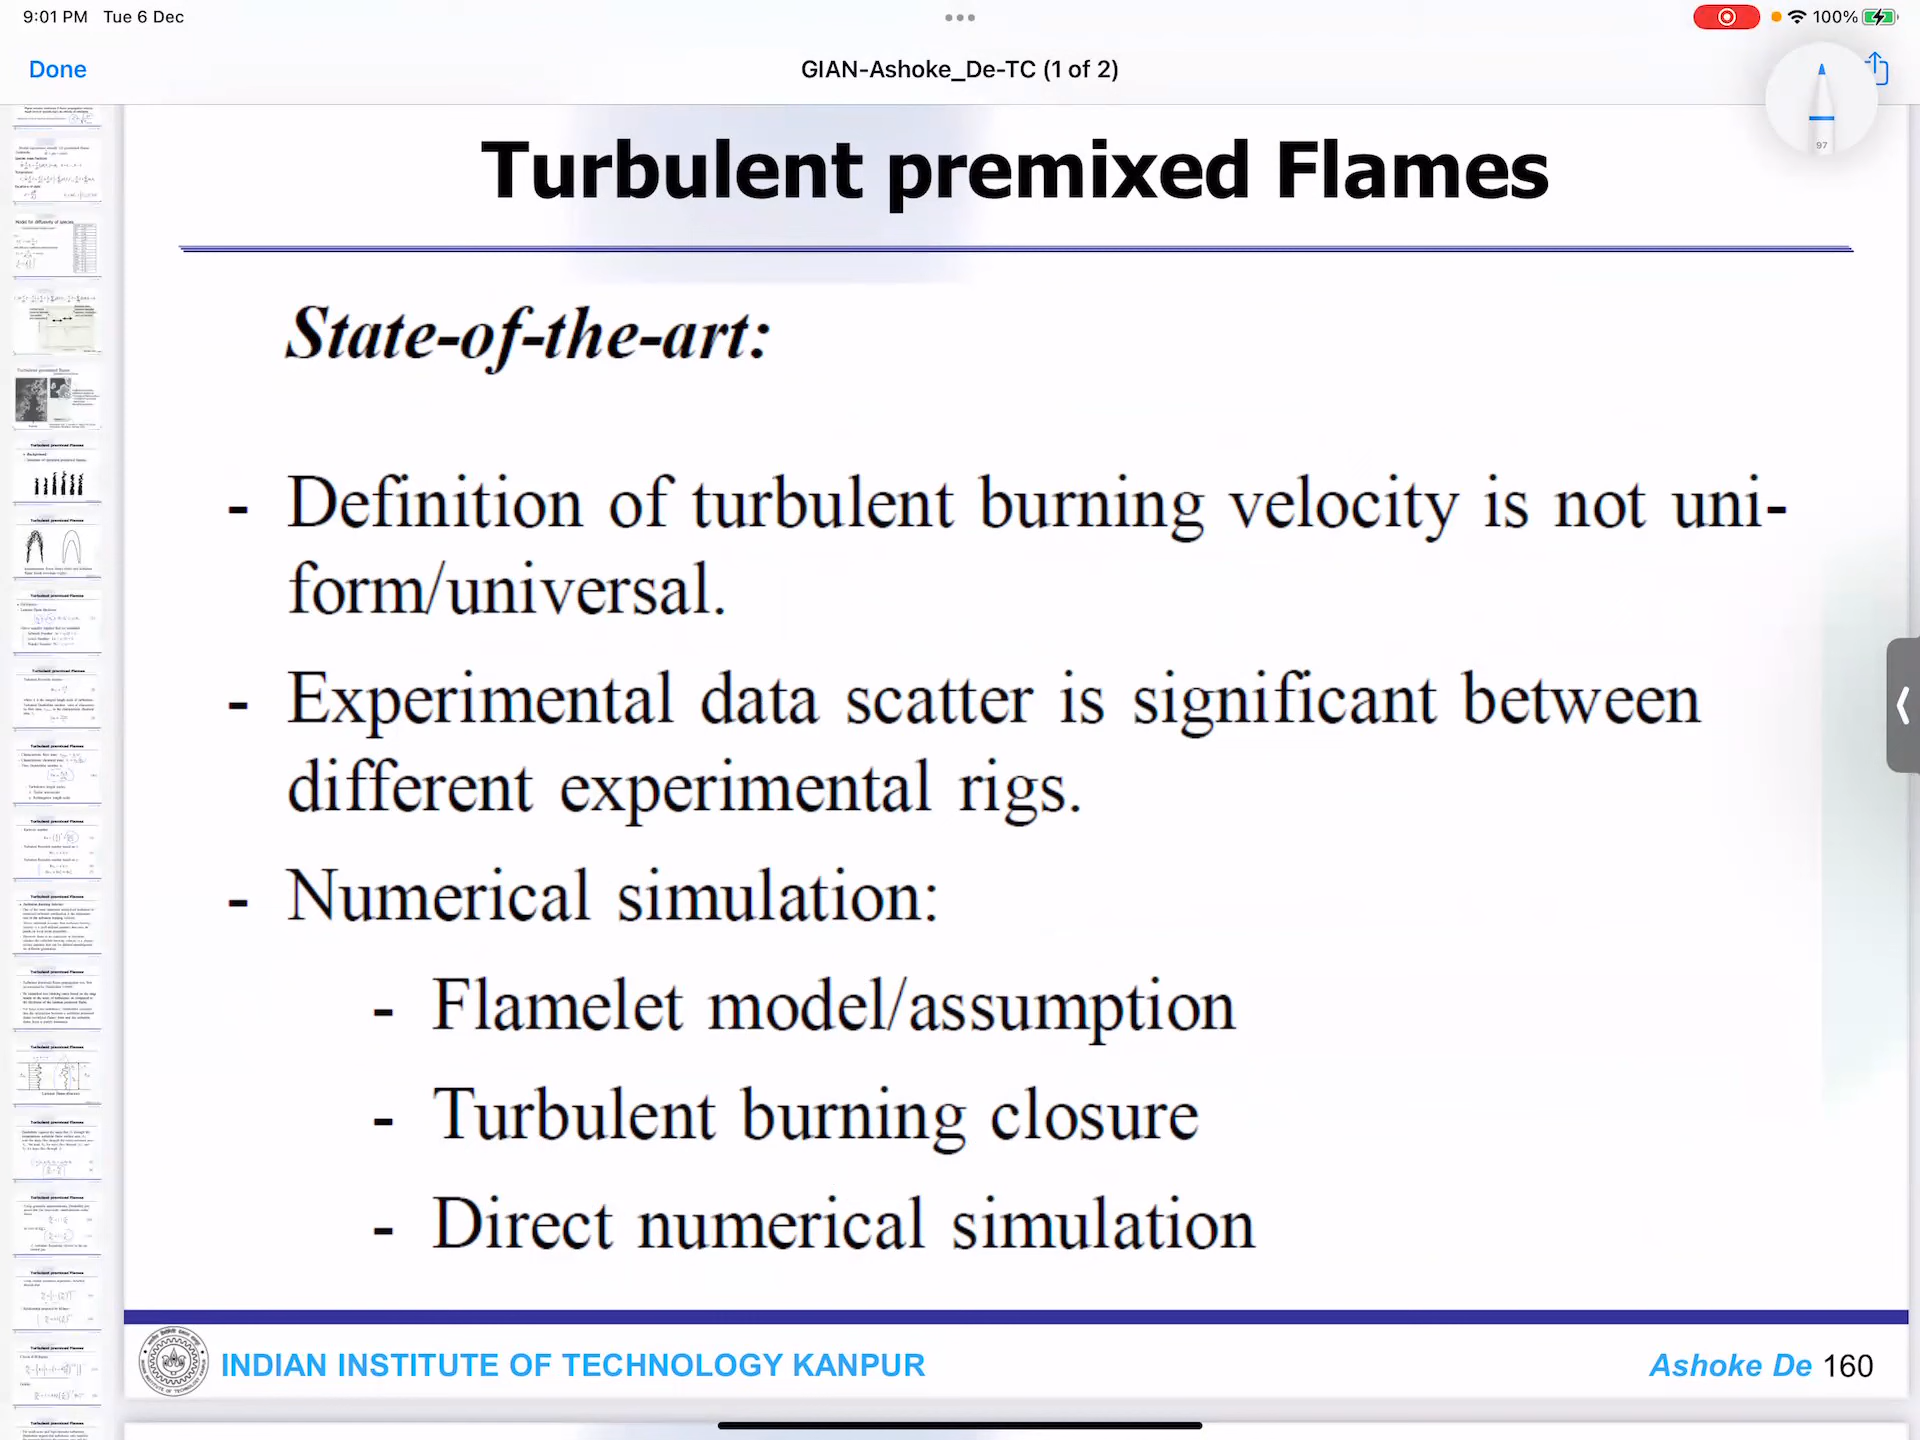 9:01 PM Tue 6 Dec
100%
Done
GIAN-Ashoke_De-TC (1 of 2)
97
Turbulent premixed Flames
State-of-the-art:
- Definition of turbulent burning velocity is not uni-
form/universal.
- Experimental data scatter is significant between
different experimental rigs.
- Numerical simulation:
- Flamelet model/assumption
- Turbulent burning closure
- Direct numerical simulation
INDIAN INSTITUTE OF TECHNOLOGY KANPUR
Ashoke De 160